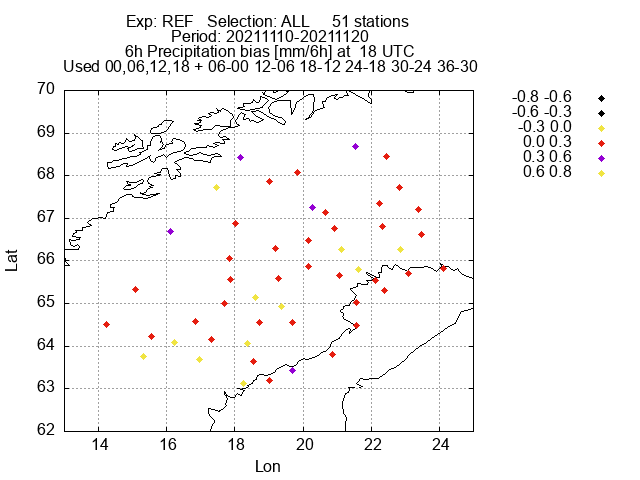 Exp: REF Selection: ALL 51 stations
Period: 20211110-20211120
6h Precipitation bias [mm/6h] at 18 UTC
Used 00,06,12,18 + 06-00 12-06 18-12 24-18 30-24 36-30
-0.8 -0.6
-0.6 -0.3
-0.3 0.0
0.0 0.3
0.3 0.6
0.6 0.8
70
69
68
67
66
65
64
63
62
Lat
14 16 18 20 22 24
Lon